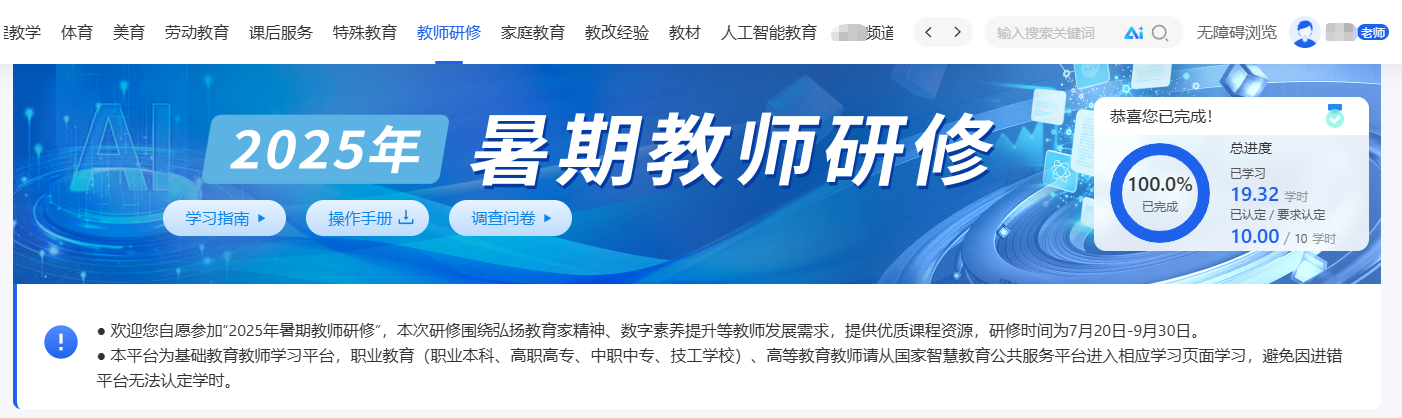 教学
体育
美育
劳动教育
课后服务
特殊教育
教师研修
家庭教育
教改经验
教材
人工智能教育
频道
输入搜索关键词
Ai
无障碍浏览
老师
AI
2025年
暑期教师研修
学习指南
操作手册
调查问卷
恭喜您已完成！
100.0%
已完成
总进度
已学习
19.32 学时
已认定 / 要求认定
10.00 / 10 学时
● 欢迎您自愿参加“2025年暑期教师研修”，本次研修围绕弘扬教育家精神、数字素养提升等教师发展需求，提供优质课程资源，研修时间为7月20日-9月30日。
● 本平台为基础教育教师学习平台，职业教育（职业本科、高职高专、中职中专、技工学校）、高等教育教师请从国家智慧教育公共服务平台进入相应学习页面学习，避免因进错
平台无法认定学时。